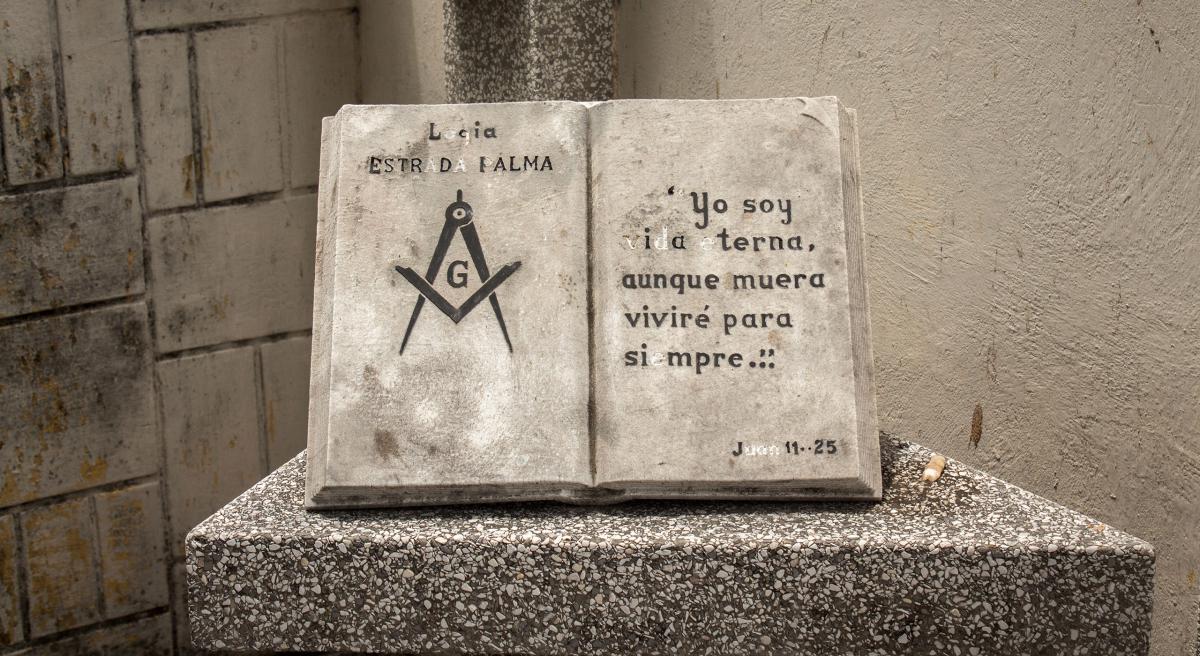 Logia
ESTRADA PALMA
G
“Yo soy
vida eterna,
aunque muera
viviré para
siempre.::
Juan 11..25